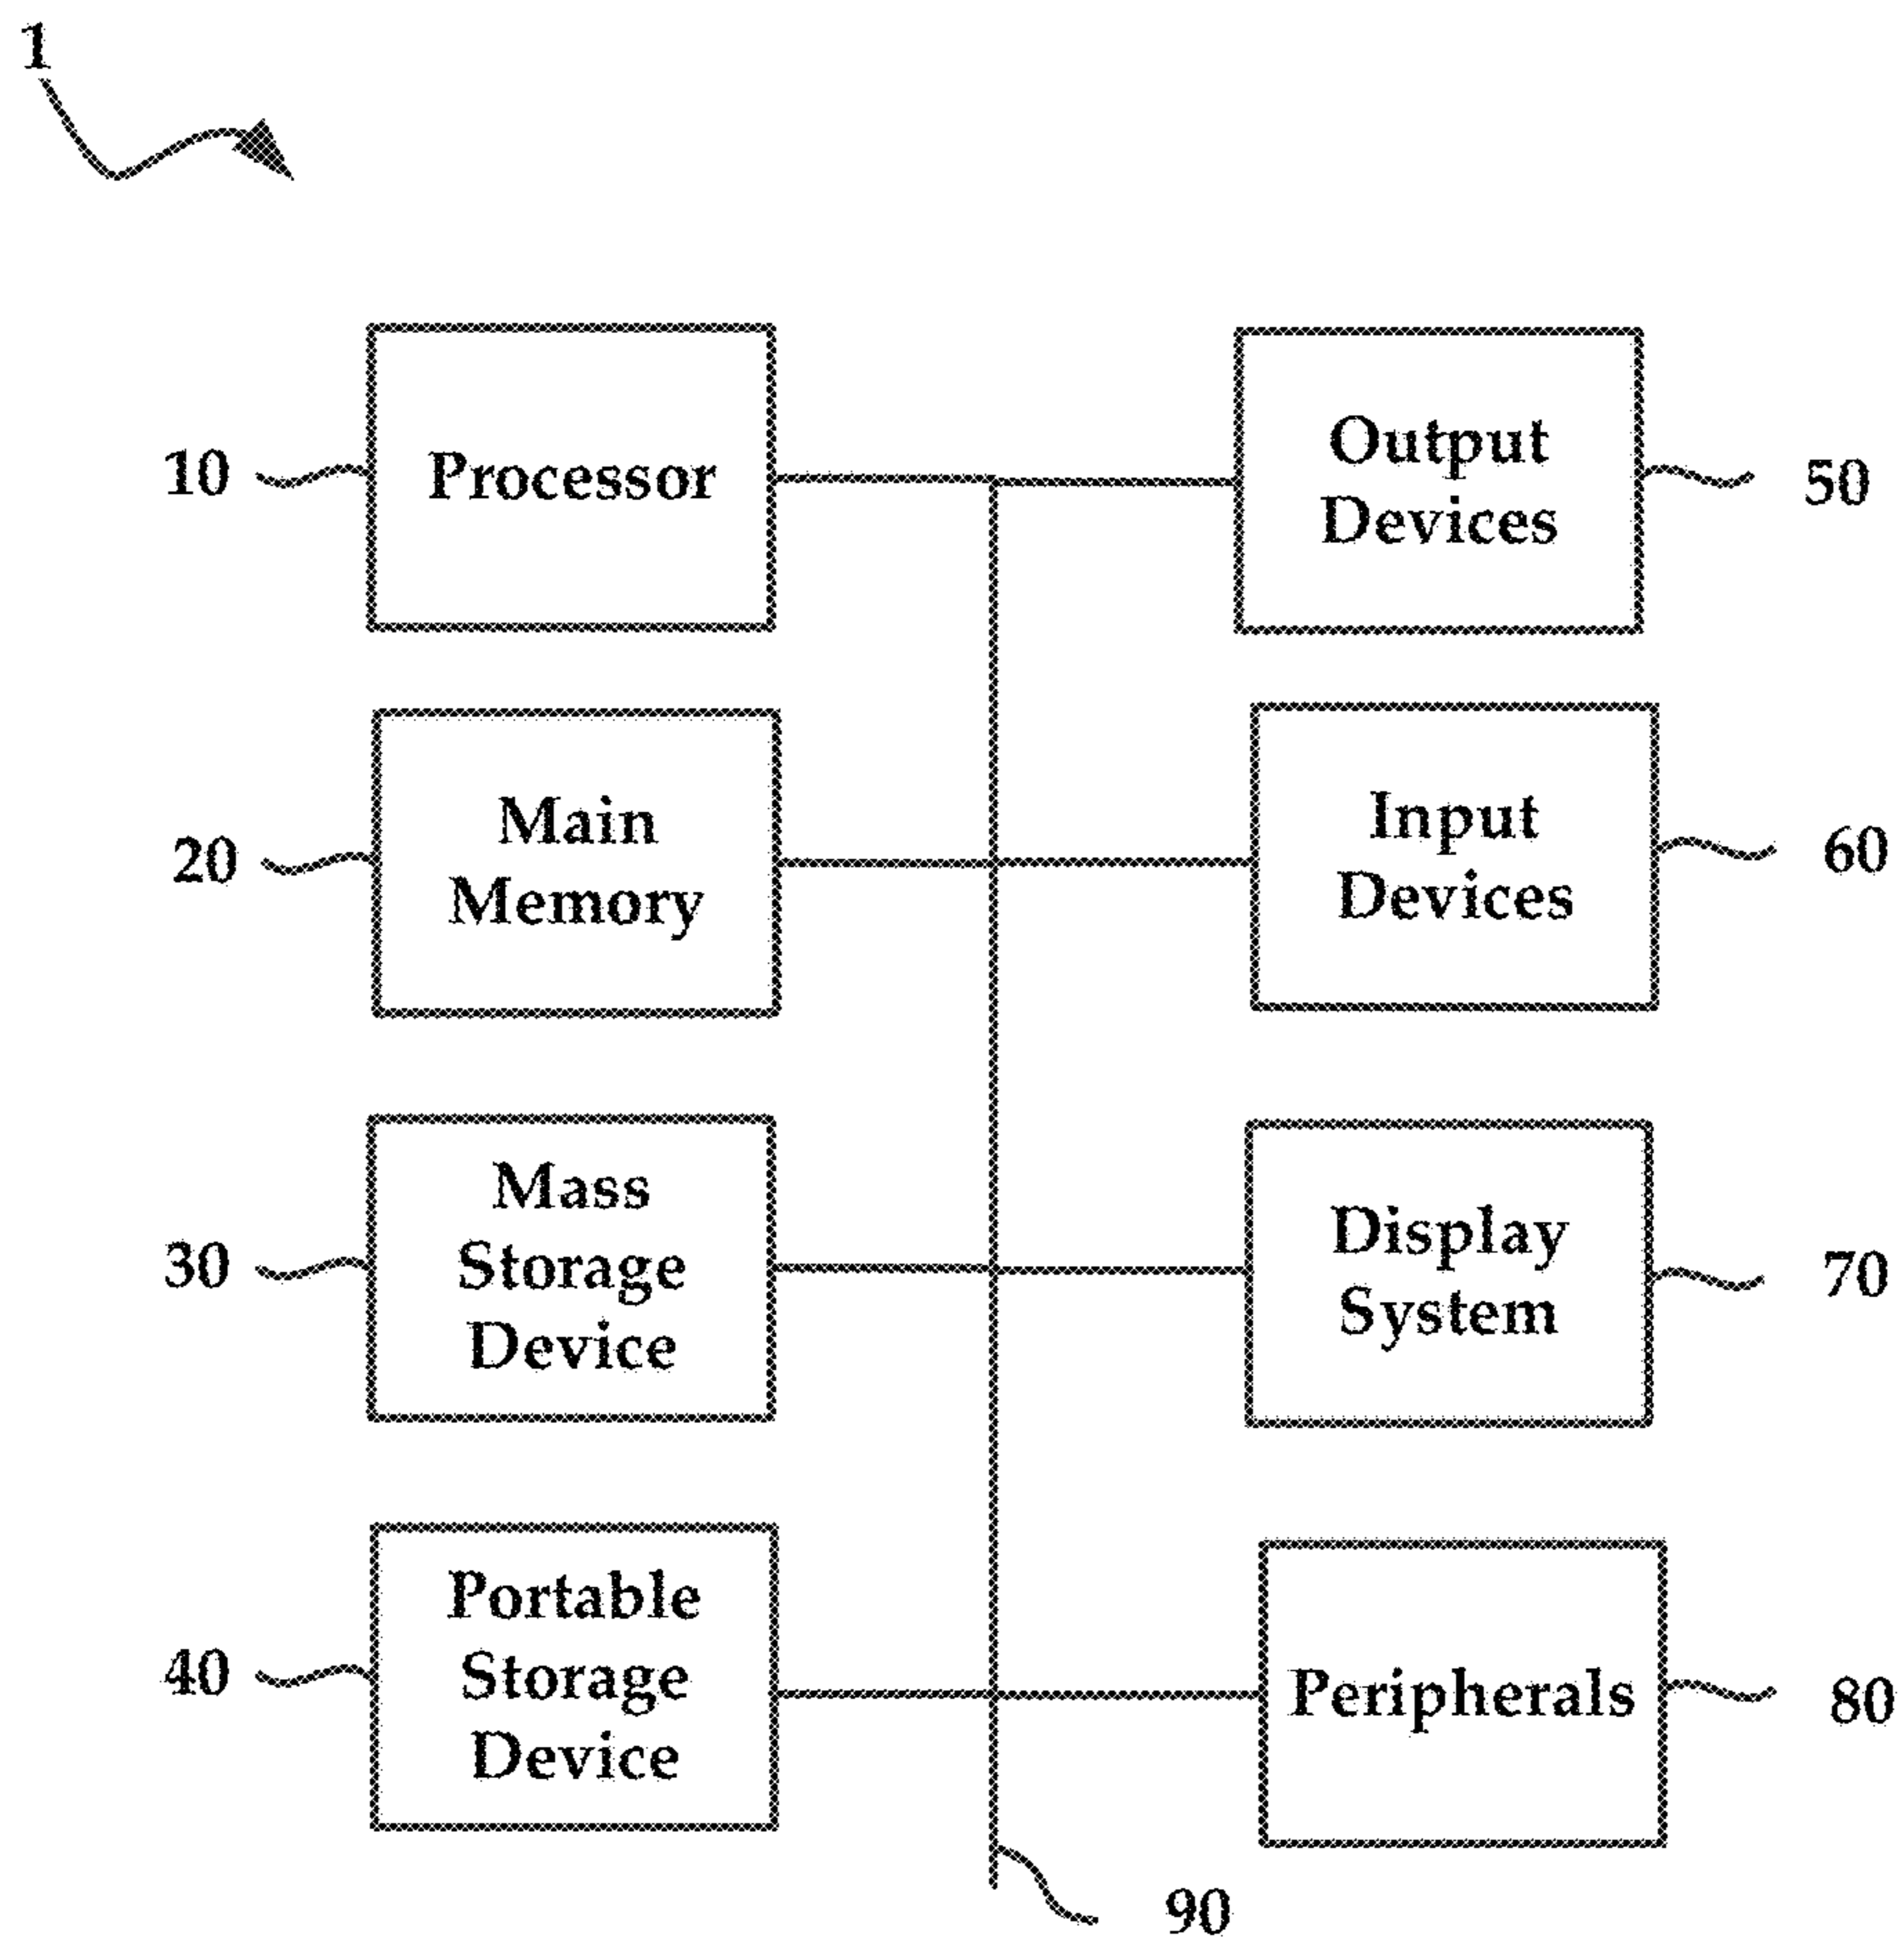 1
10
Processor
Output
Devices
50
20
Main
Memory
Input
Devices
60
30
Mass
Storage
Device
Display
System
70
40
Portable
Storage
Device
Peripherals
80
90